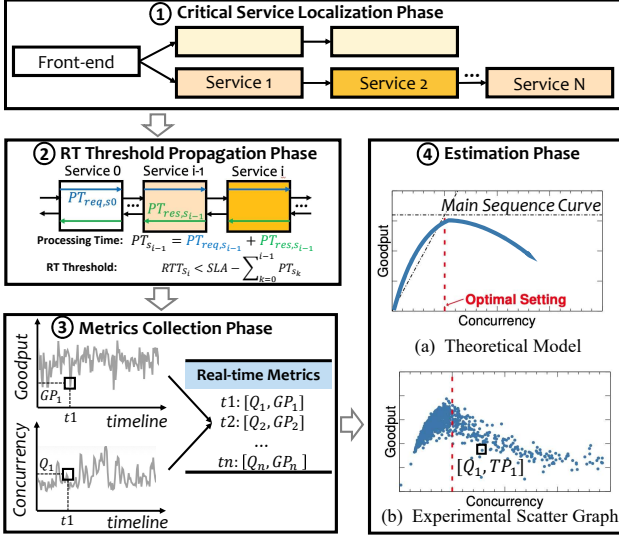 ① Critical Service Localization Phase
Front-end
Service 1
Service 2
...
Service N
② RT Threshold Propagation Phase
Service 0
Service i-1
Service i
PT_{req,s0}
...
PT_{res,s_{i-1}}
...
Processing Time: PT_{s_{i-1}} = PT_{req,s_{i-1}} + PT_{res,s_{i-1}}
RT Threshold: RTT_{s_i} < SLA − \sum_{k=0}^{i-1} PT_{s_k}
③ Metrics Collection Phase
Goodput
GP_1
t1
timeline
Concurrency
Q_1
t1
timeline
Real-time Metrics
t1: [Q_1, GP_1]
t2: [Q_2, GP_2]
...
tn: [Q_n, GP_n]
④ Estimation Phase
Main Sequence Curve
Goodput
Optimal Setting
Concurrency
(a) Theoretical Model
Goodput
[Q_1, TP_1]
Concurrency
(b) Experimental Scatter Graph